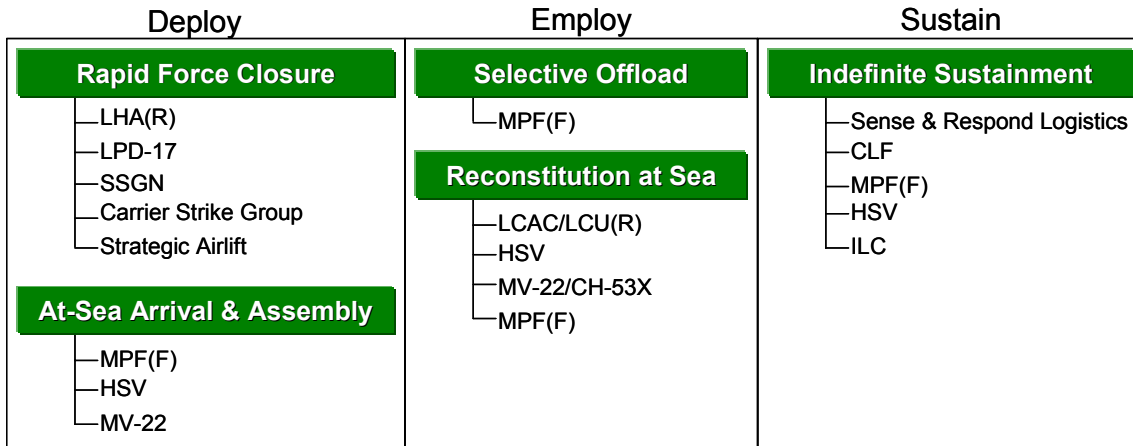 Deploy
Rapid Force Closure
LHA(R)
LPD-17
SSGN
Carrier Strike Group
Strategic Airlift
At-Sea Arrival & Assembly
MPF(F)
HSV
MV-22
Employ
Selective Offload
MPF(F)
Reconstitution at Sea
LCAC/LCU(R)
HSV
MV-22/CH-53X
MPF(F)
Sustain
Indefinite Sustainment
Sense & Respond Logistics
CLF
MPF(F)
HSV
ILC